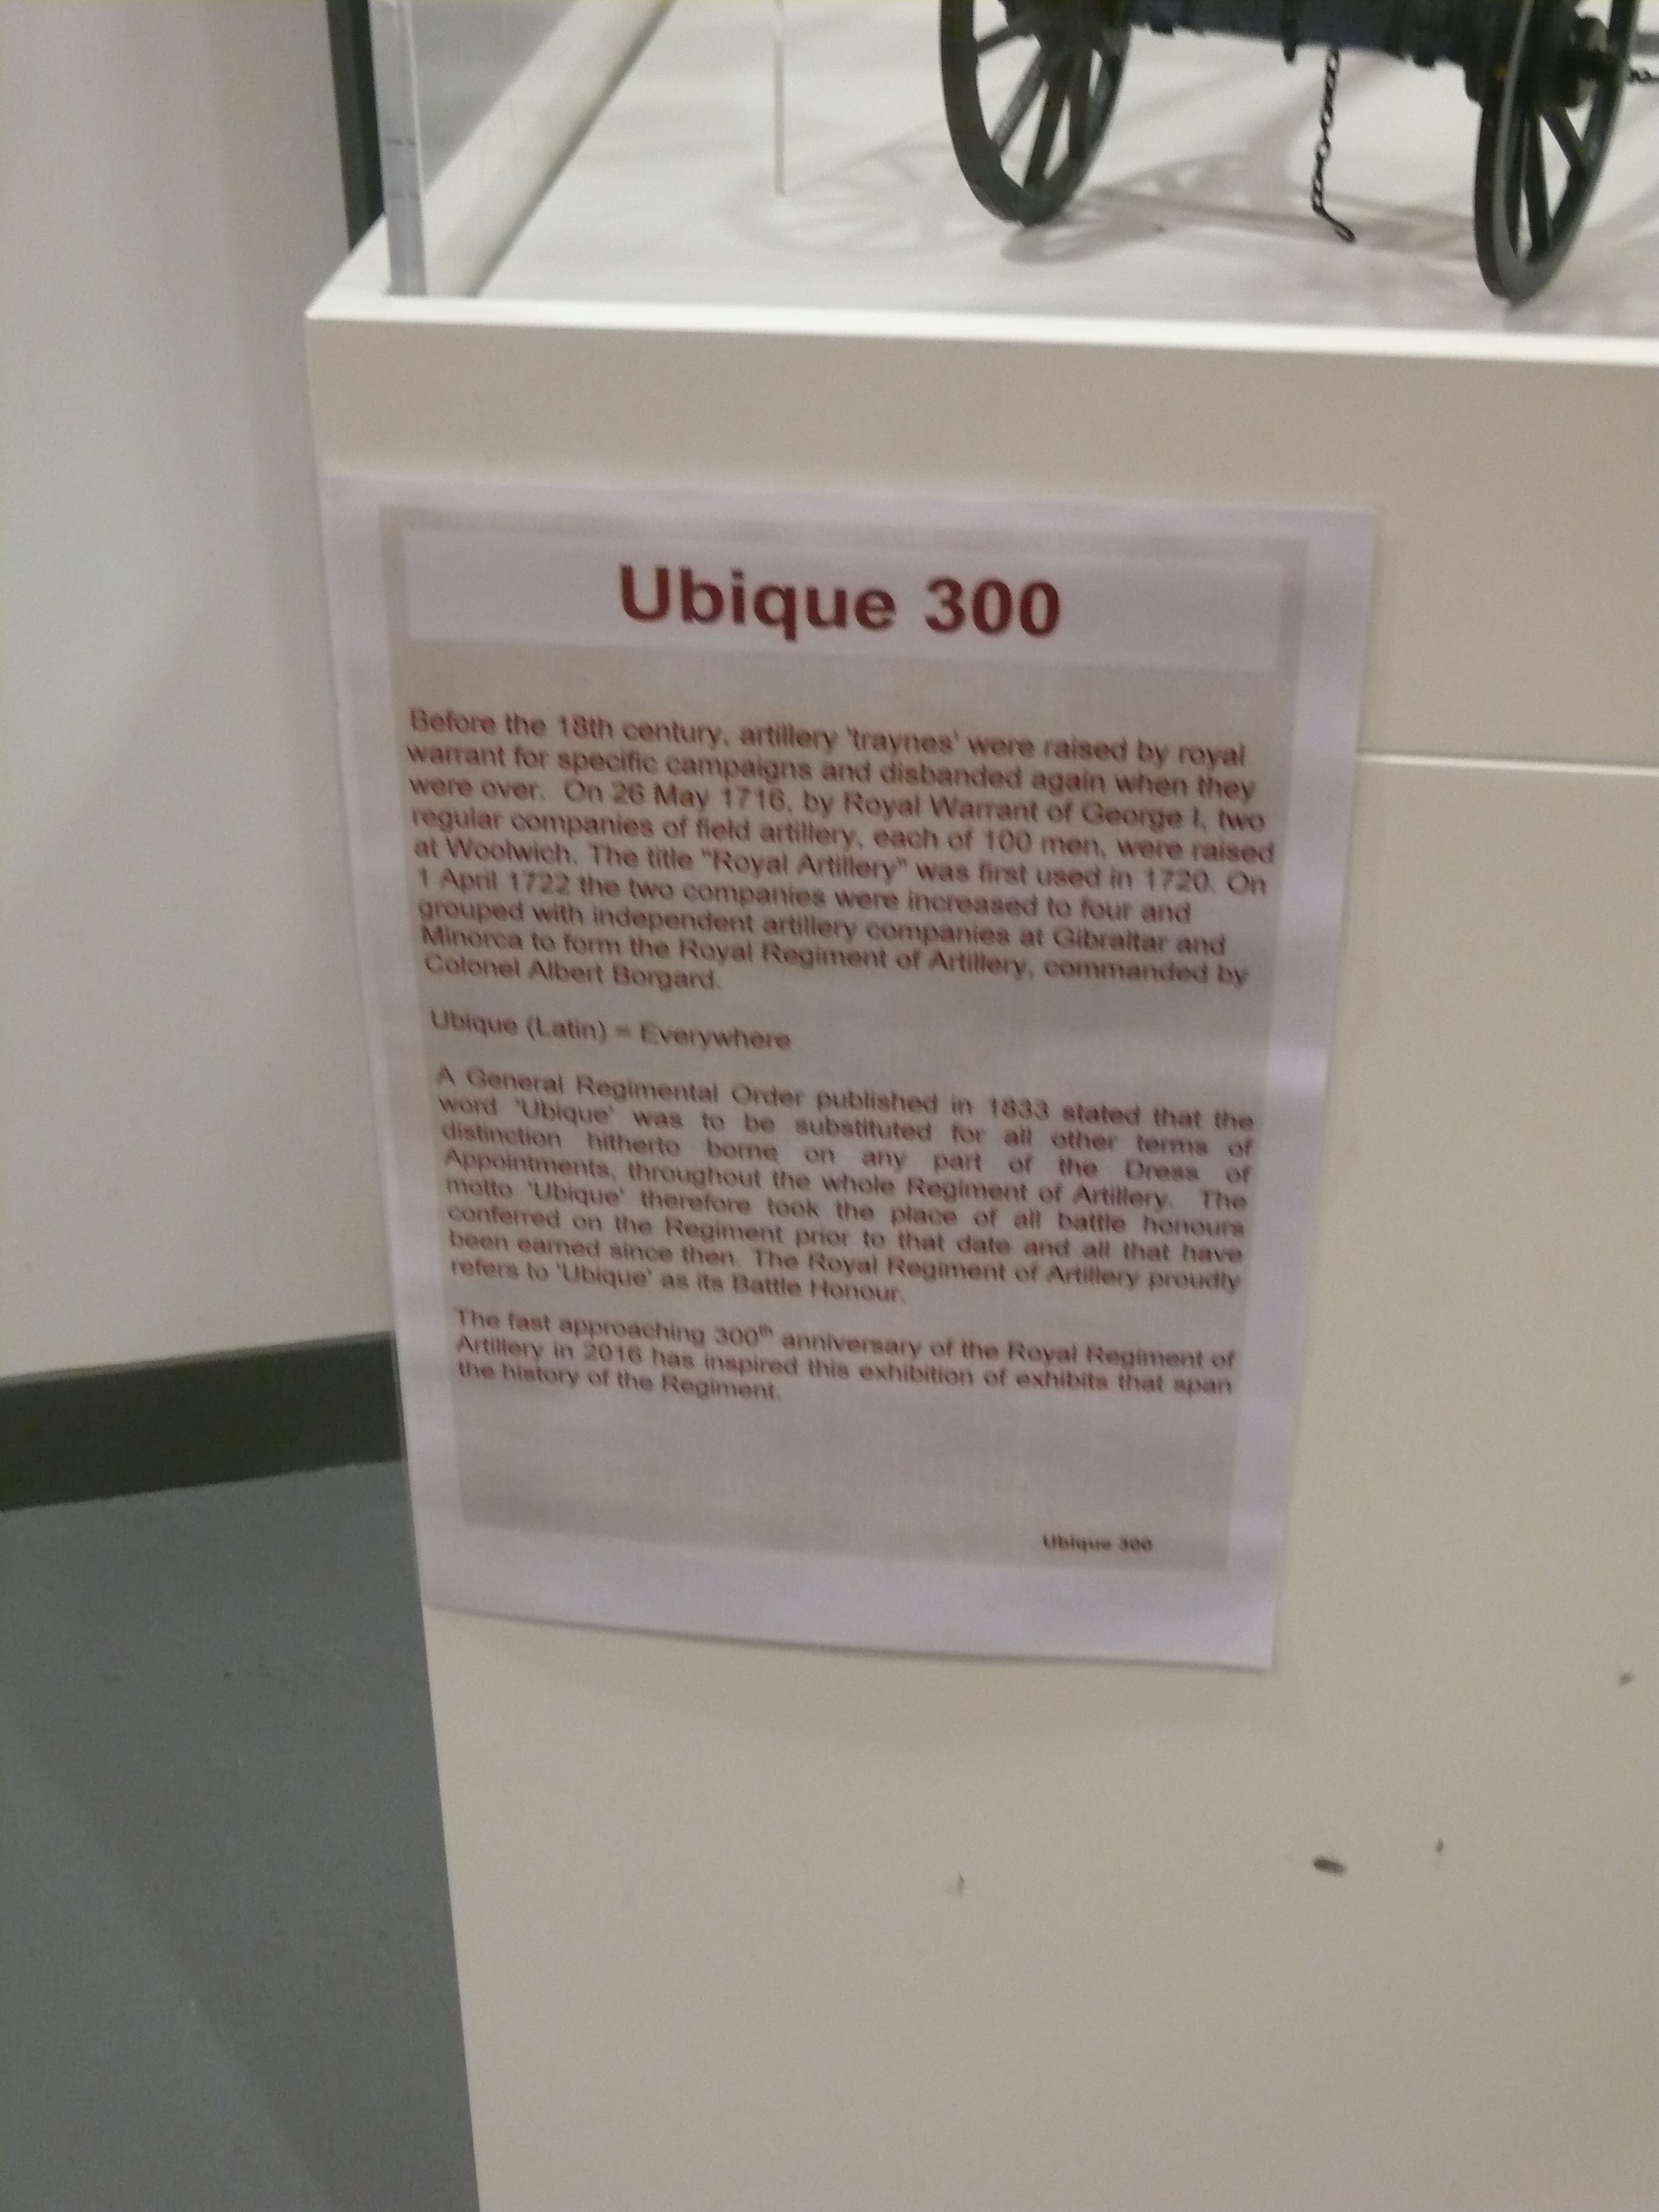 Ubique 300
Before the 18th century, artillery 'traynes' were raised by royal
warrant for specific campaigns and disbanded again when they
were over. On 26 May 1716, by Royal Warrant of George I, two
regular companies of field artillery, each of 100 men, were raised
at Woolwich. The title "Royal Artillery" was first used in 1720. On
1 April 1722 the two companies were increased to four and
grouped with independent artillery companies at Gibraltar and
Minorca to form the Royal Regiment of Artillery, commanded by
Colonel Albert Borgard.
Ubique (Latin) = Everywhere
A General Regimental Order published in 1833 stated that the
word 'Ubique' was to be substituted for all other terms of
distinction hitherto borne on any part of the Dress of
Appointments, throughout the whole Regiment of Artillery. The
motto 'Ubique' therefore took the place of all battle honours
conferred on the Regiment prior to that date and all that have
been earned since then. The Royal Regiment of Artillery proudly
refers to 'Ubique' as its Battle Honour.
The fast approaching 300th anniversary of the Royal Regiment of
Artillery in 2016 has inspired this exhibition of exhibits that span
the history of the Regiment.
Ubique 300